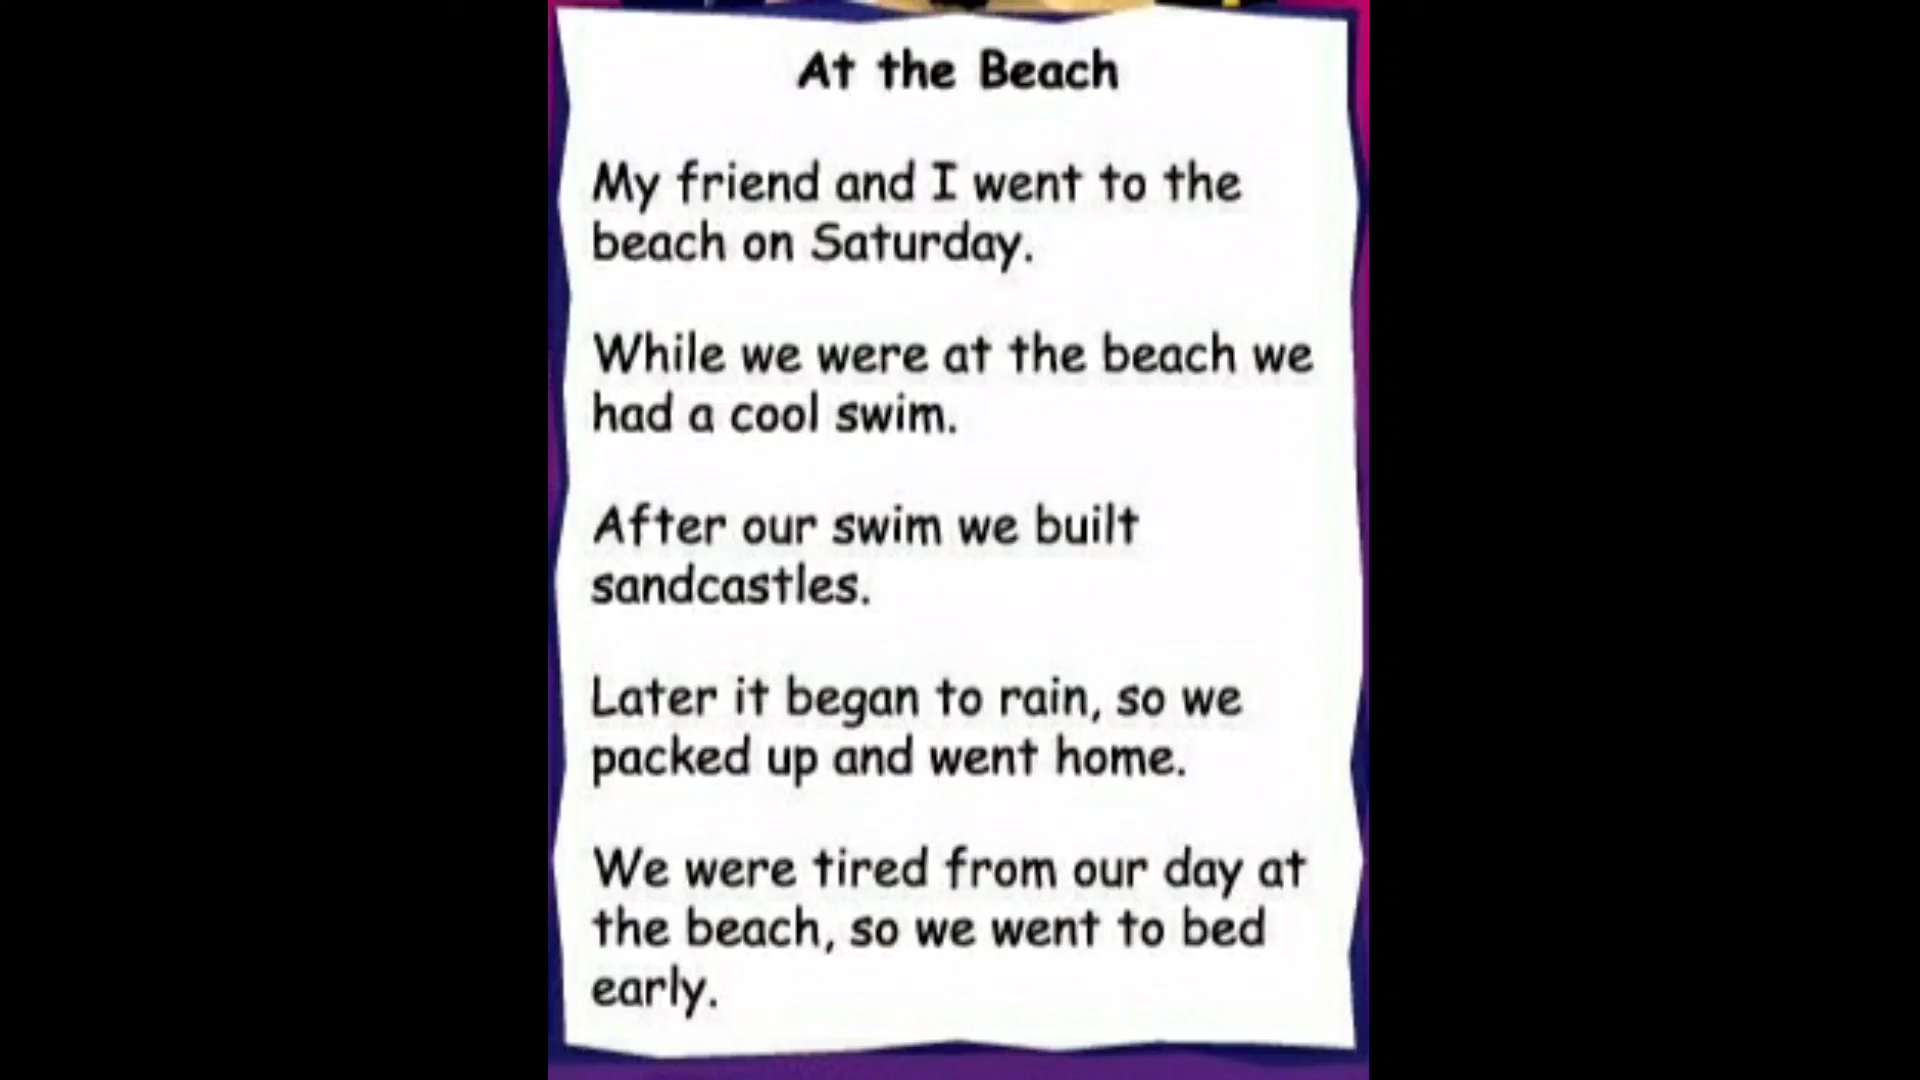 At the Beach
My friend and I went to the
beach on Saturday.
While we were at the beach we
had a cool swim.
After our swim we built
sandcastles.
Later it began to rain, so we
packed up and went home.
We were tired from our day at
the beach, so we went to bed
early.